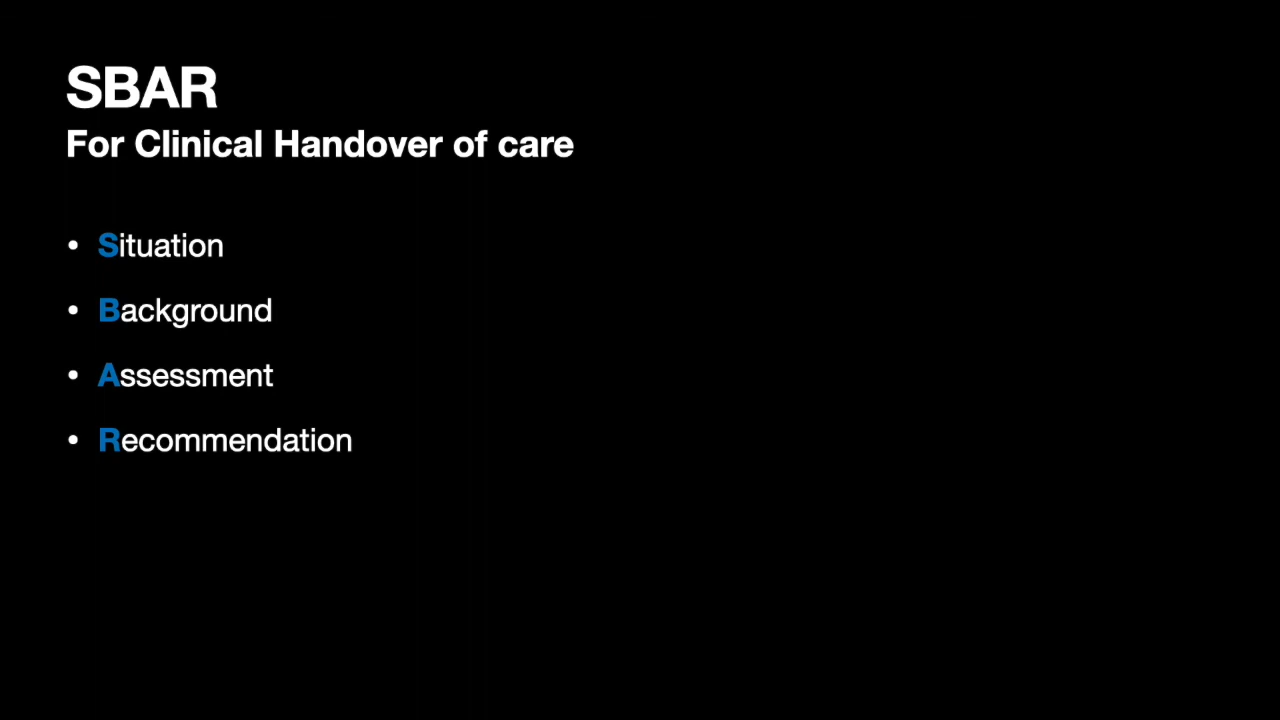 SBAR
For Clinical Handover of care
• Situation
• Background
• Assessment
• Recommendation